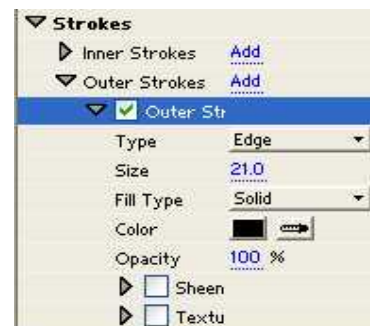 Strokes
Inner Strokes Add
Outer Strokes Add
Outer Str
Type Edge
Size 21.0
Fill Type Solid
Color
Opacity 100 %
Sheen
Textu